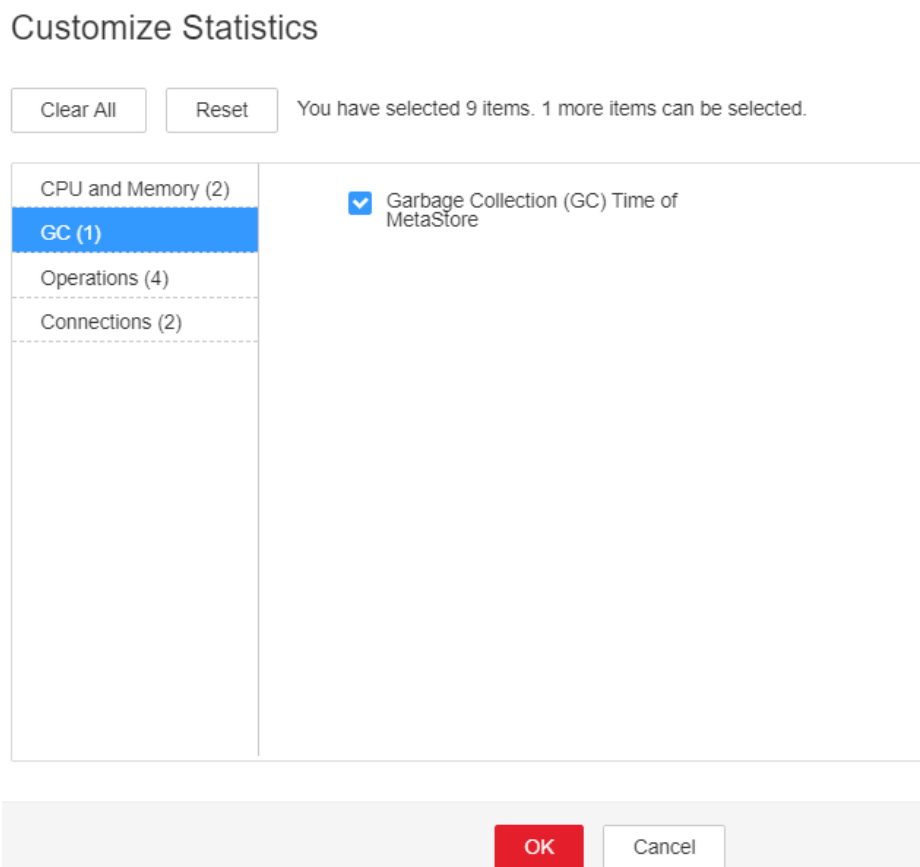 Customize Statistics
Clear All
Reset
You have selected 9 items. 1 more items can be selected.
CPU and Memory (2)
GC (1)
Operations (4)
Connections (2)
Garbage Collection (GC) Time of
MetaStore
OK
Cancel